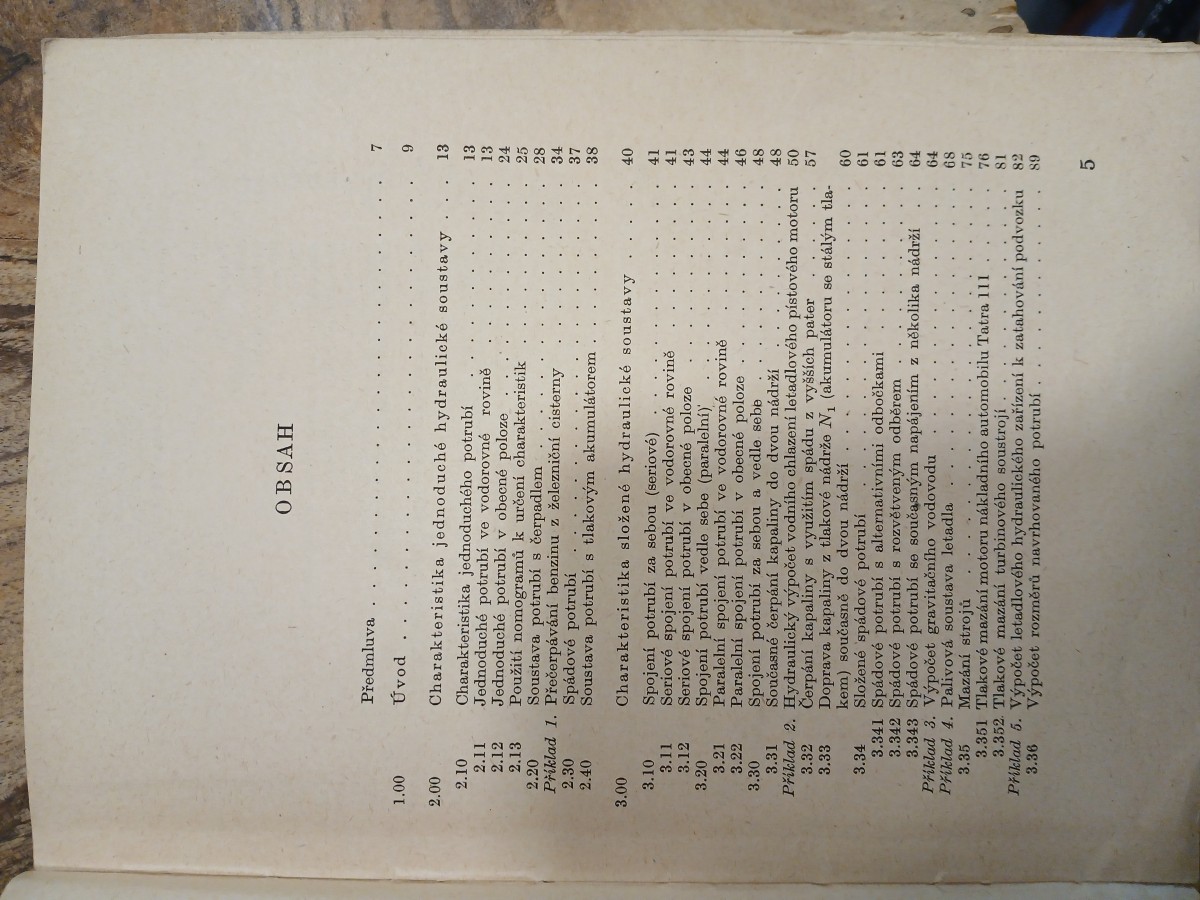 OBSAH
Předmluva . . . . . . . . . . . . . . . . . . . . . . . 7
1.00 Úvod . . . . . . . . . . . . . . . . . . . . . . . 9
2.00 Charakteristika jednoduché hydraulické soustavy . . . 13
2.10 Charakteristika jednoduchého potrubí . . . . . . . . . 13
2.11 Jednoduché potrubí ve vodorovné rovině . . . . . . . . 13
2.12 Jednoduché potrubí v obecné poloze . . . . . . . . . . 24
2.13 Použití nomogramů k určení charakteristik . . . . . . . 25
2.20 Soustava potrubí s čerpadlem . . . . . . . . . . . . . 28
Příklad 1. Přečerpávání benzinu z železniční cisterny . . . . . . . 34
2.30 Spádové potrubí . . . . . . . . . . . . . . . . . . . 37
2.40 Soustava potrubí s tlakovým akumulátorem . . . . . . . 38
3.00 Charakteristika složené hydraulické soustavy . . . . 40
3.10 Spojení potrubí za sebou (seriové) . . . . . . . . . . 41
3.11 Seriové spojení potrubí ve vodorovné rovině . . . . . . 41
3.12 Seriové spojení potrubí v obecné poloze . . . . . . . . 43
3.20 Spojení potrubí vedle sebe (paralelní) . . . . . . . . . 44
3.21 Paralelní spojení potrubí ve vodorovné rovině . . . . . 44
3.22 Paralelní spojení potrubí v obecné poloze . . . . . . . 46
3.30 Spojení potrubí za sebou a vedle sebe . . . . . . . . . 48
3.31 Současné čerpání kapaliny do dvou nádrží . . . . . . . 48
Příklad 2. Hydraulický výpočet vodního chlazení letadlového pístového motoru 50
3.32 Čerpání kapaliny s využitím spádu z vyšších pater . . . . 57
3.33 Doprava kapaliny z tlakové nádrže N₁ (akumulátoru se stálým tla-
kem) současně do dvou nádrží . . . . . . . . . . . . . 60
3.34 Složené spádové potrubí . . . . . . . . . . . . . . . . 61
3.341 Spádové potrubí s alternativními odbočkami . . . . . . 61
3.342 Spádové potrubí s rozvětveným odběrem . . . . . . . . 63
3.343 Spádové potrubí se současným napájením z několika nádrží . . 64
Příklad 3. Výpočet gravitačního vodovodu . . . . . . . . . . . . . 64
Příklad 4. Palivová soustava letadla . . . . . . . . . . . . . . . . 68
3.35 Mazání strojů . . . . . . . . . . . . . . . . . . . . . 75
3.351 Tlakové mazání motoru nákladního automobilu Tatra 111 . . . 76
3.352. Tlakové mazání turbinového soustrojí . . . . . . . . . . 81
Příklad 5. Výpočet letadlového hydraulického zařízení k zatahování podvozku 82
3.36 Výpočet rozměrů navrhovaného potrubí . . . . . . . . . 89
5